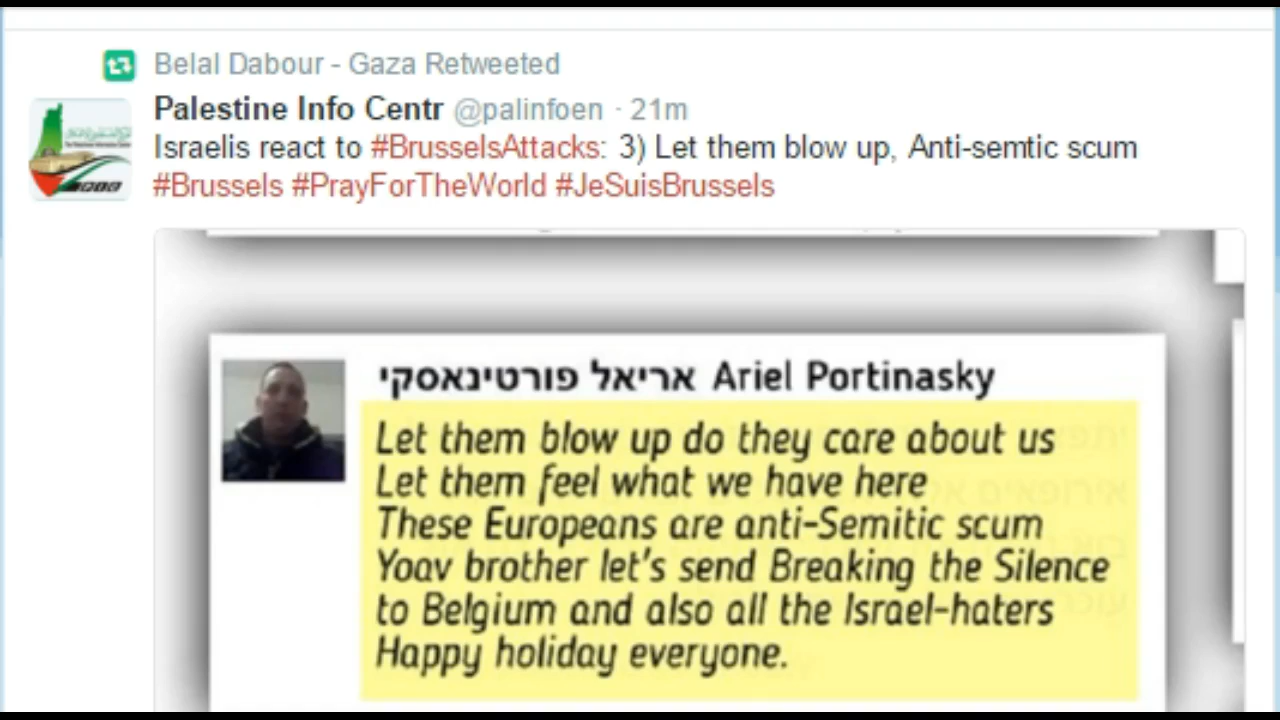 Belal Dabour - Gaza Retweeted
Palestine Info Centr @palinfoen · 21m
Israelis react to #BrusselsAttacks: 3) Let them blow up, Anti-semtic scum
#Brussels #PrayForTheWorld #JeSuisBrussels
אריאל פורטינאסקי Ariel Portinasky
Let them blow up do they care about us
Let them feel what we have here
These Europeans are anti-Semitic scum
Yoav brother let's send Breaking the Silence
to Belgium and also all the Israel-haters
Happy holiday everyone.